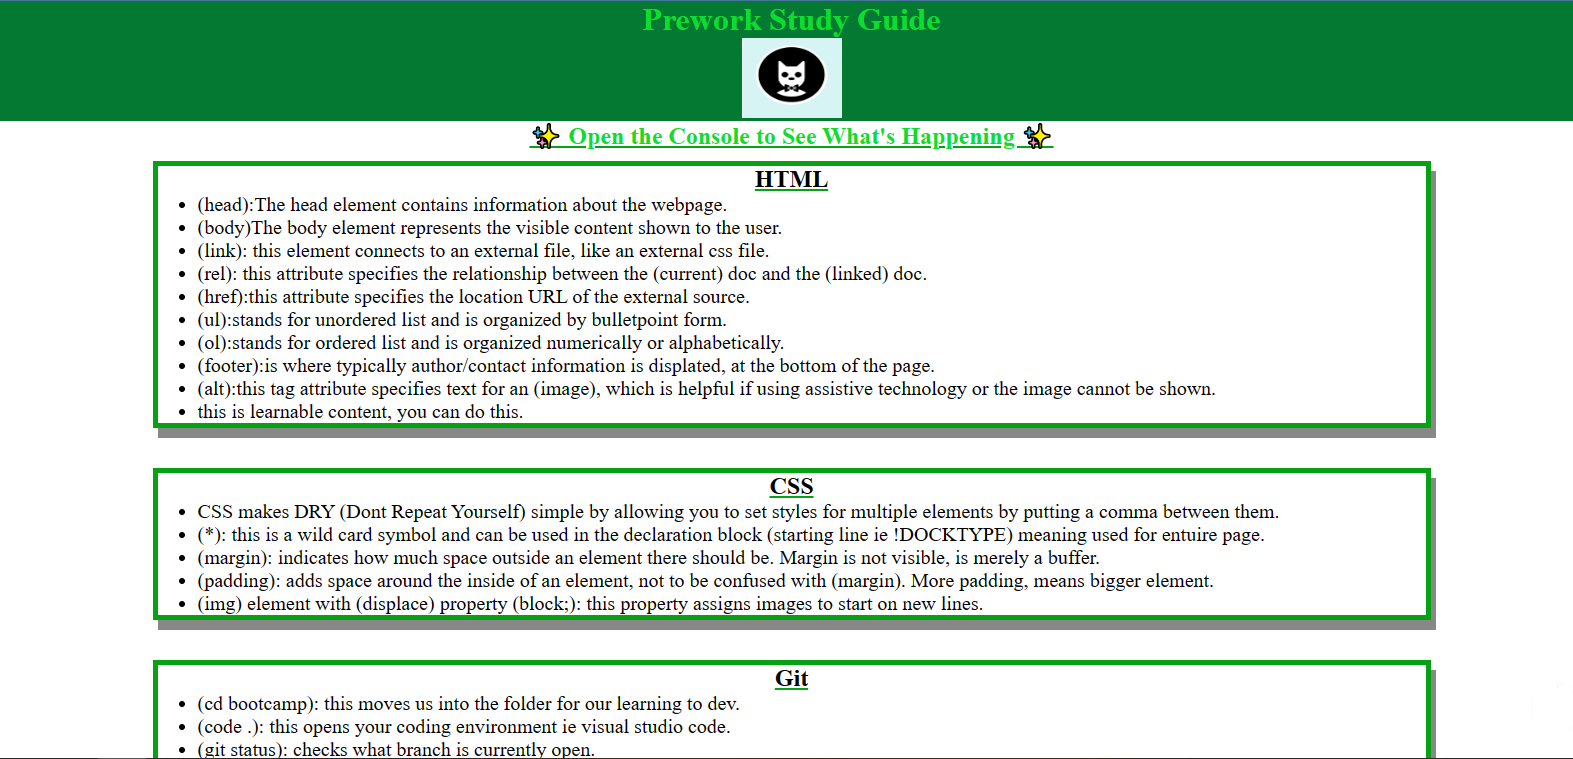 Prework Study Guide
✨ Open the Console to See What's Happening ✨
HTML
(head):The head element contains information about the webpage.
(body)The body element represents the visible content shown to the user.
(link): this element connects to an external file, like an external css file.
(rel): this attribute specifies the relationship between the (current) doc and the (linked) doc.
(href):this attribute specifies the location URL of the external source.
(ul):stands for unordered list and is organized by bulletpoint form.
(ol):stands for ordered list and is organized numerically or alphabetically.
(footer):is where typically author/contact information is displated, at the bottom of the page.
(alt):this tag attribute specifies text for an (image), which is helpful if using assistive technology or the image cannot be shown.
this is learnable content, you can do this.
CSS
CSS makes DRY (Dont Repeat Yourself) simple by allowing you to set styles for multiple elements by putting a comma between them.
(*): this is a wild card symbol and can be used in the declaration block (starting line ie !DOCKTYPE) meaning used for entuire page.
(margin): indicates how much space outside an element there should be. Margin is not visible, is merely a buffer.
(padding): adds space around the inside of an element, not to be confused with (margin). More padding, means bigger element.
(img) element with (displace) property (block;): this property assigns images to start on new lines.
Git
(cd bootcamp): this moves us into the folder for our learning to dev.
(code .): this opens your coding environment ie visual studio code.
(git status): checks what branch is currently open.